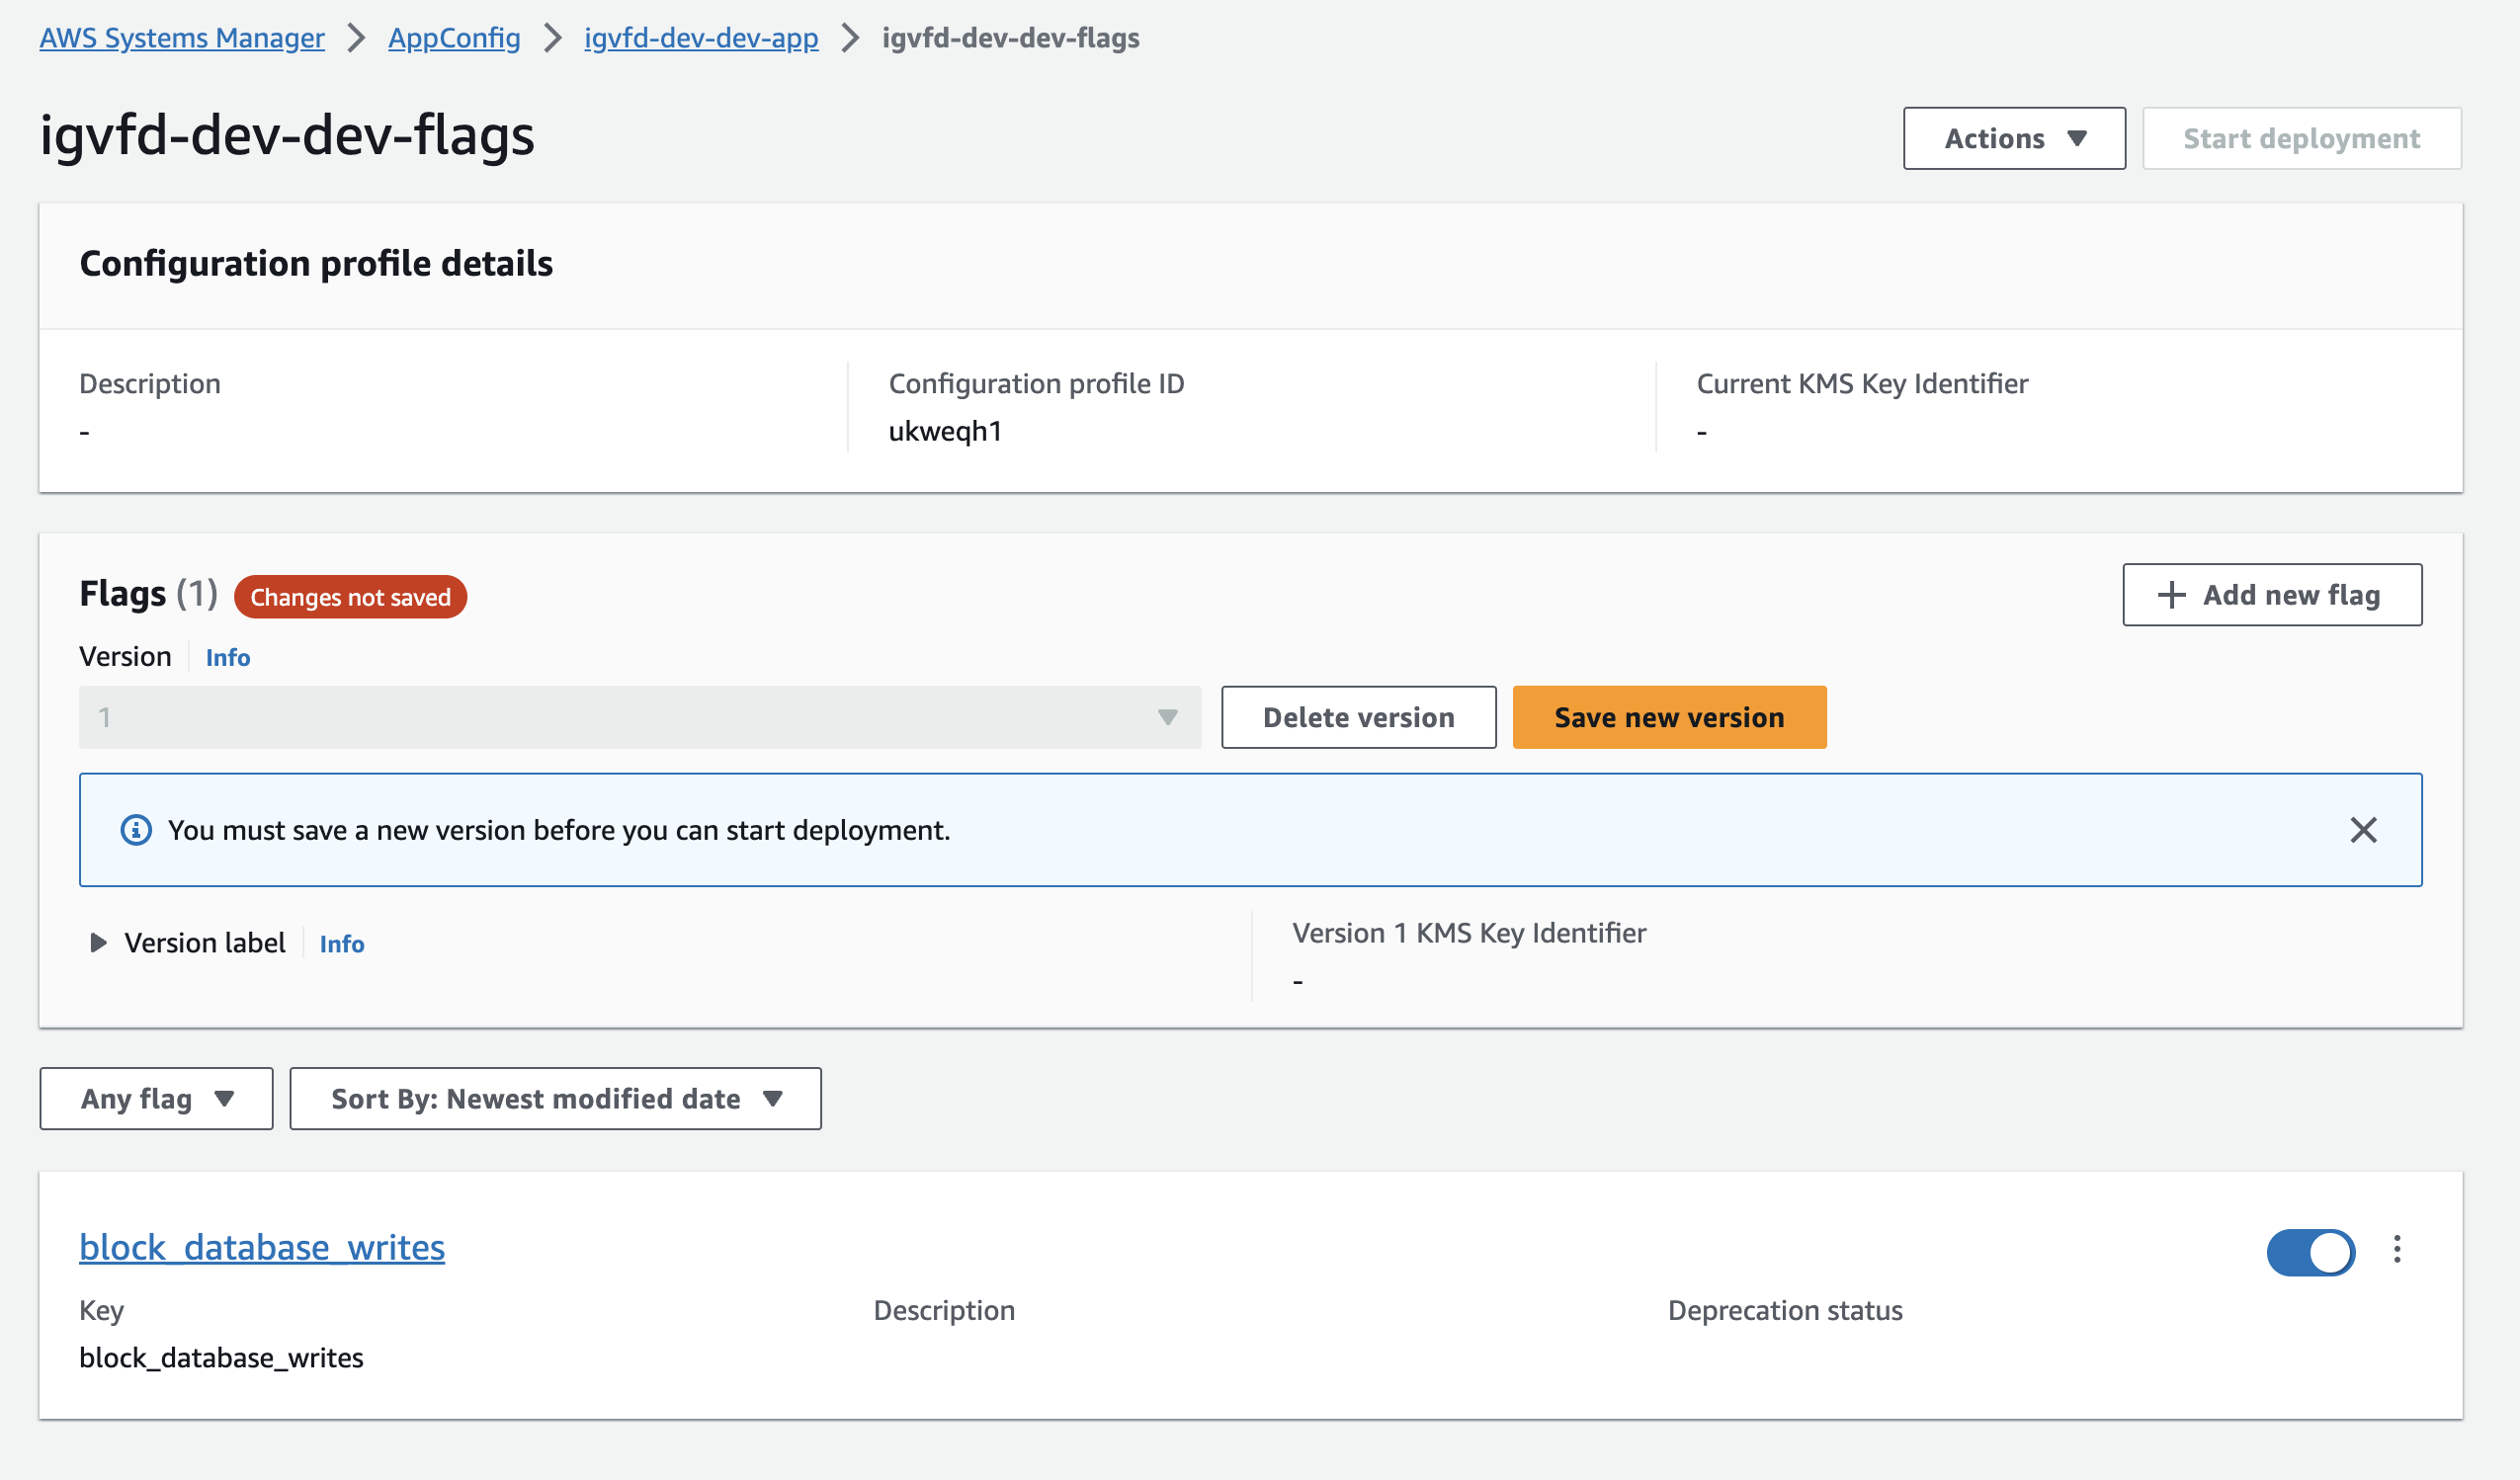 AWS Systems Manager > AppConfig > igvfd-dev-dev-app > igvfd-dev-dev-flags
igvfd-dev-dev-flags
Actions
Start deployment
Configuration profile details
Description
-
Configuration profile ID
ukweqh1
Current KMS Key Identifier
-
Flags (1) Changes not saved
Add new flag
Version Info
1
Delete version
Save new version
You must save a new version before you can start deployment.
Version label Info
Version 1 KMS Key Identifier
-
Any flag
Sort By: Newest modified date
block_database_writes
Key
block_database_writes
Description
Deprecation status